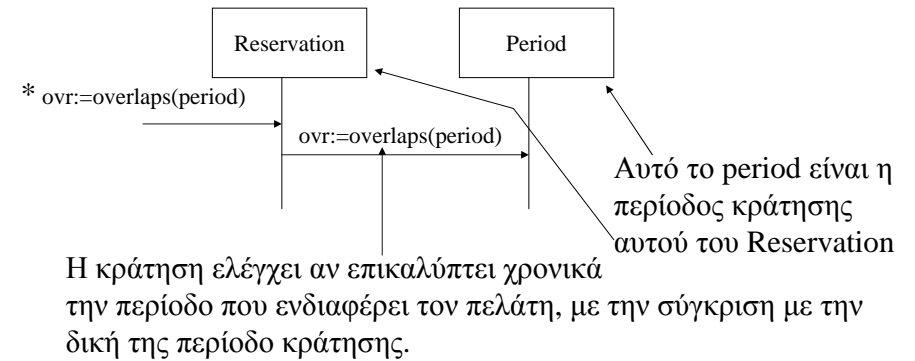 Reservation
Period
* ovr:=overlaps(period)
ovr:=overlaps(period)
Αυτό το period είναι η
περίοδος κράτησης
αυτού του Reservation
Η κράτηση ελέγχει αν επικαλύπτει χρονικά
την περίοδο που ενδιαφέρει τον πελάτη, με την σύγκριση με την
δική της περίοδο κράτησης.